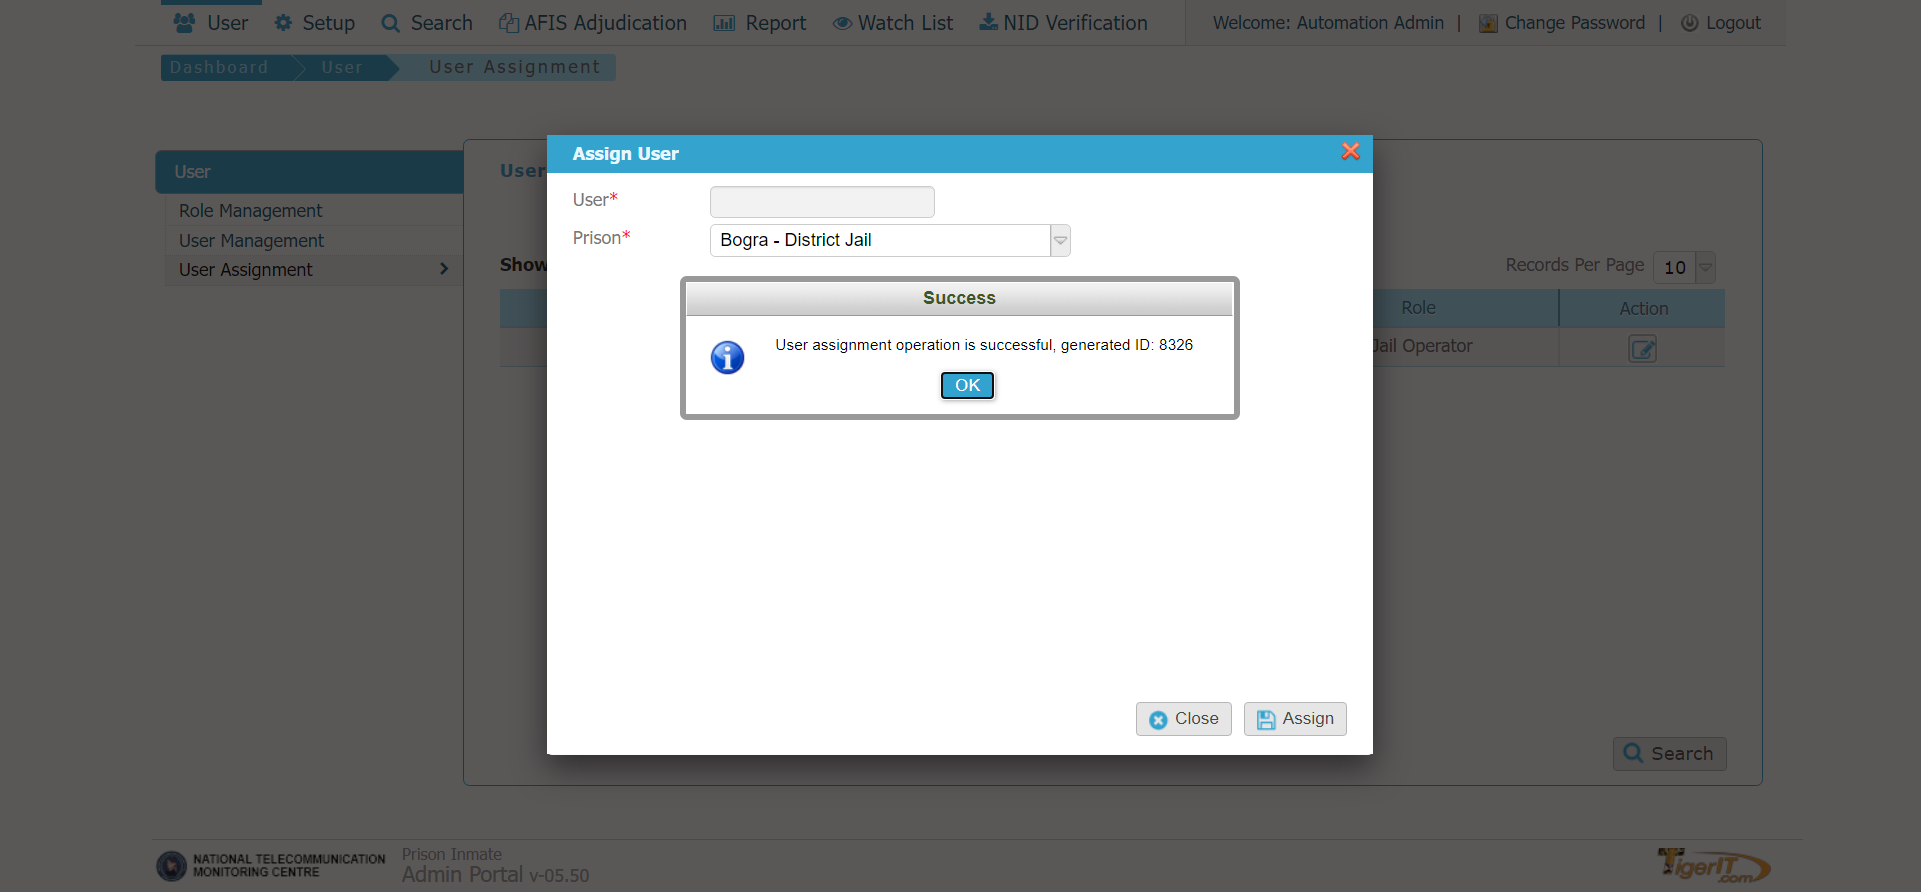 User Setup Search AFIS Adjudication Report Watch List NID Verification Welcome: Automation Admin | Change Password | Logout
Dashboard User User Assignment
User
Role Management
User Management
User Assignment
User
Show
Records Per Page 10
Role Action
Jail Operator
Search
Assign User
User*
Prison* Bogra - District Jail
Success
User assignment operation is successful, generated ID: 8326
OK
Close Assign
NATIONAL TELECOMMUNICATION
MONITORING CENTRE
Prison Inmate
Admin Portal v-05.50
TigerIT
.com